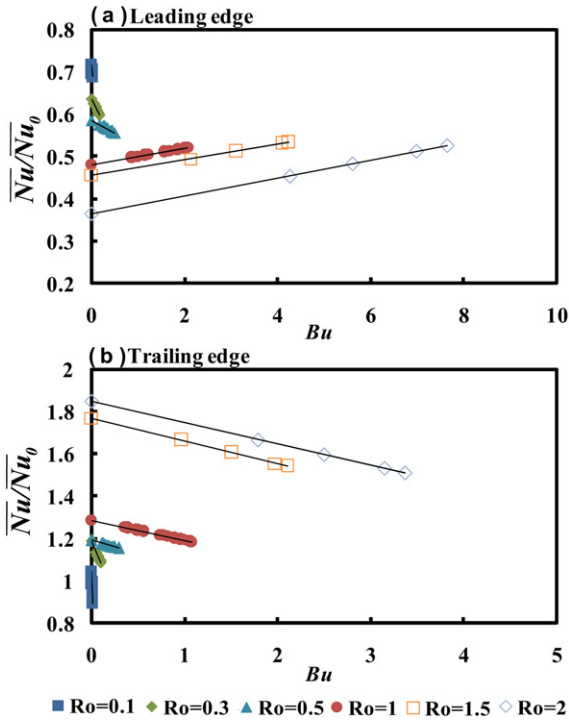 (a) Leading edge
0.8
0.7
0.6
0.5
0.4
0.3
0.2
Nu/Nu0
0 2 4 6 8 10
Bu
(b) Trailing edge
2
1.8
1.6
1.4
1.2
1
0.8
Nu/Nu0
0 1 2 3 4 5
Bu
Ro=0.1 Ro=0.3 Ro=0.5 Ro=1 Ro=1.5 Ro=2